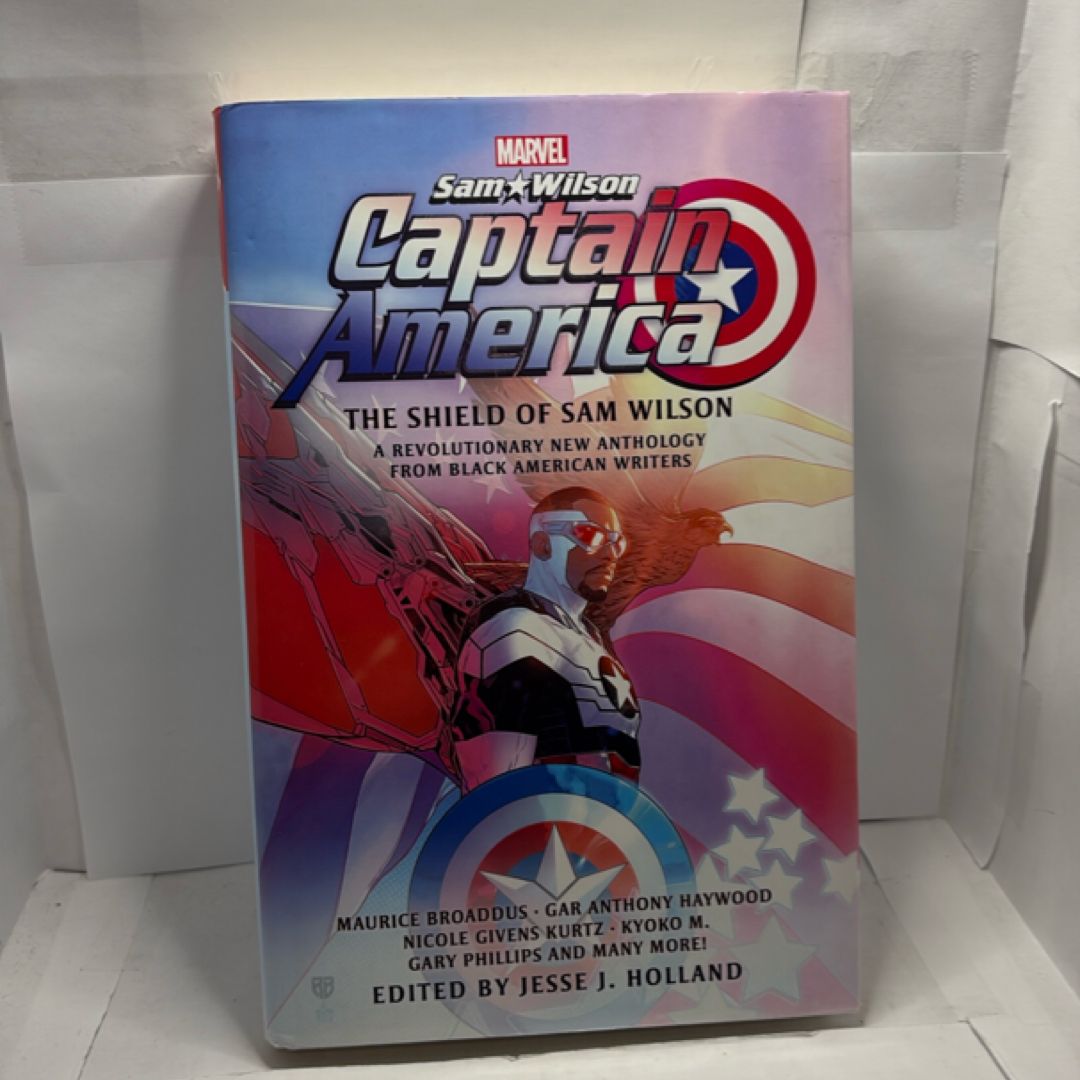 MARVEL
Sam★Wilson
Captain
America
THE SHIELD OF SAM WILSON
A REVOLUTIONARY NEW ANTHOLOGY
FROM BLACK AMERICAN WRITERS
MAURICE BROADDUS · GAR ANTHONY HAYWOOD
NICOLE GIVENS KURTZ · KYOKO M.
GARY PHILLIPS AND MANY MORE!
EDITED BY JESSE J. HOLLAND